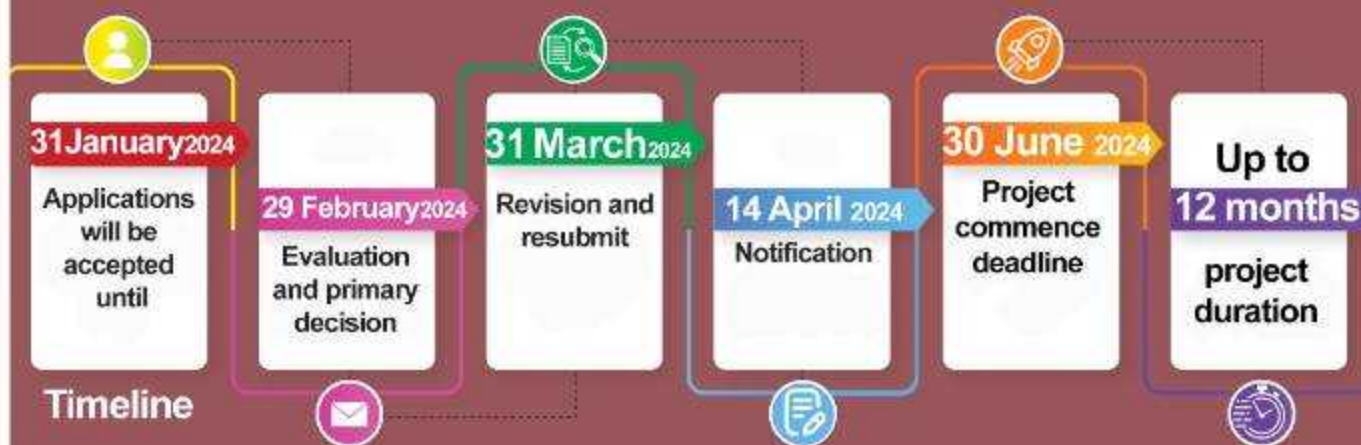 31January2024
Applications
will be
accepted
until
29 February2024
Evaluation
and primary
decision
31 March2024
Revision and
resubmit
14 April 2024
Notification
30 June 2024
Project
commence
deadline
Up to
12 months
project
duration
Timeline